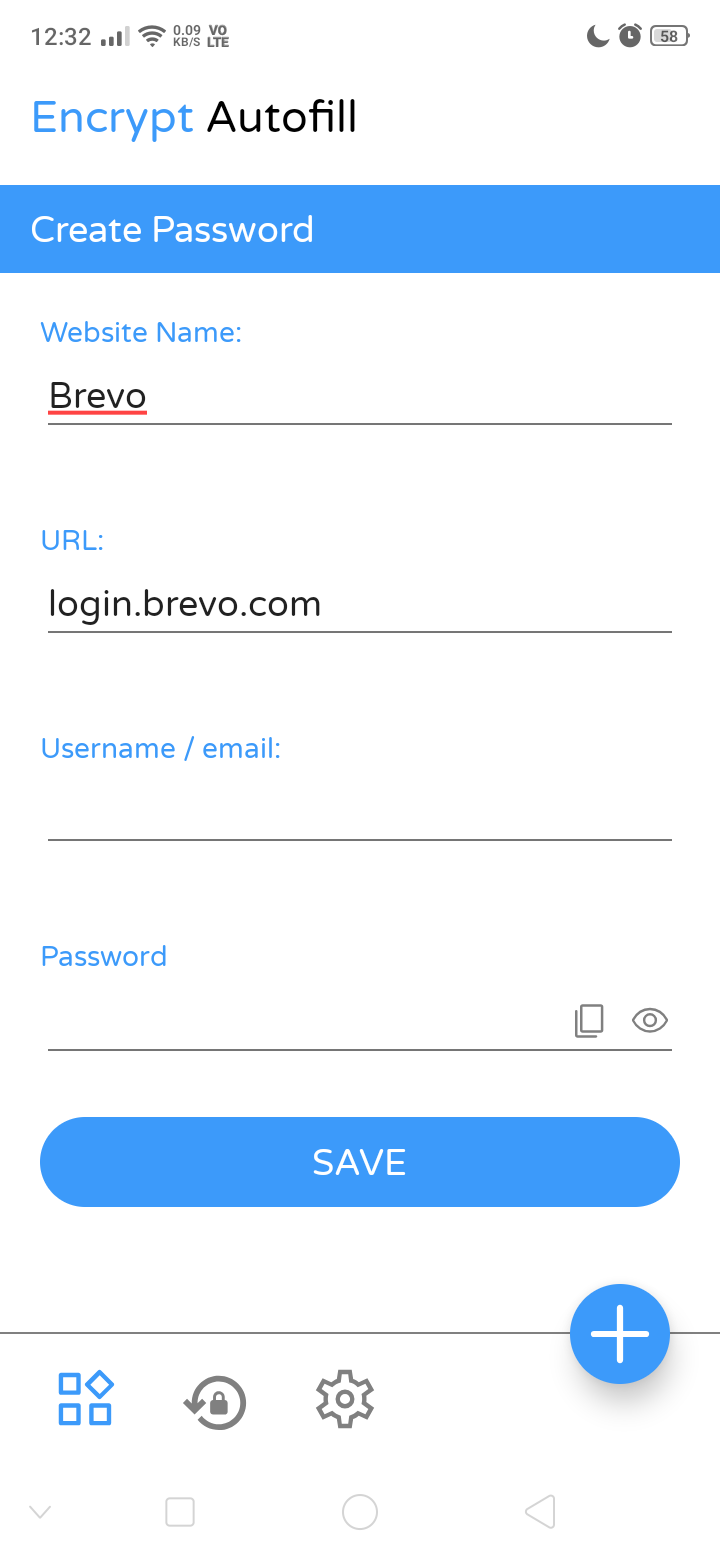 12:32 0.09 KB/S VO LTE 58
Encrypt Autofill
Create Password
Website Name:
Brevo
URL:
login.brevo.com
Username / email:
Password
SAVE